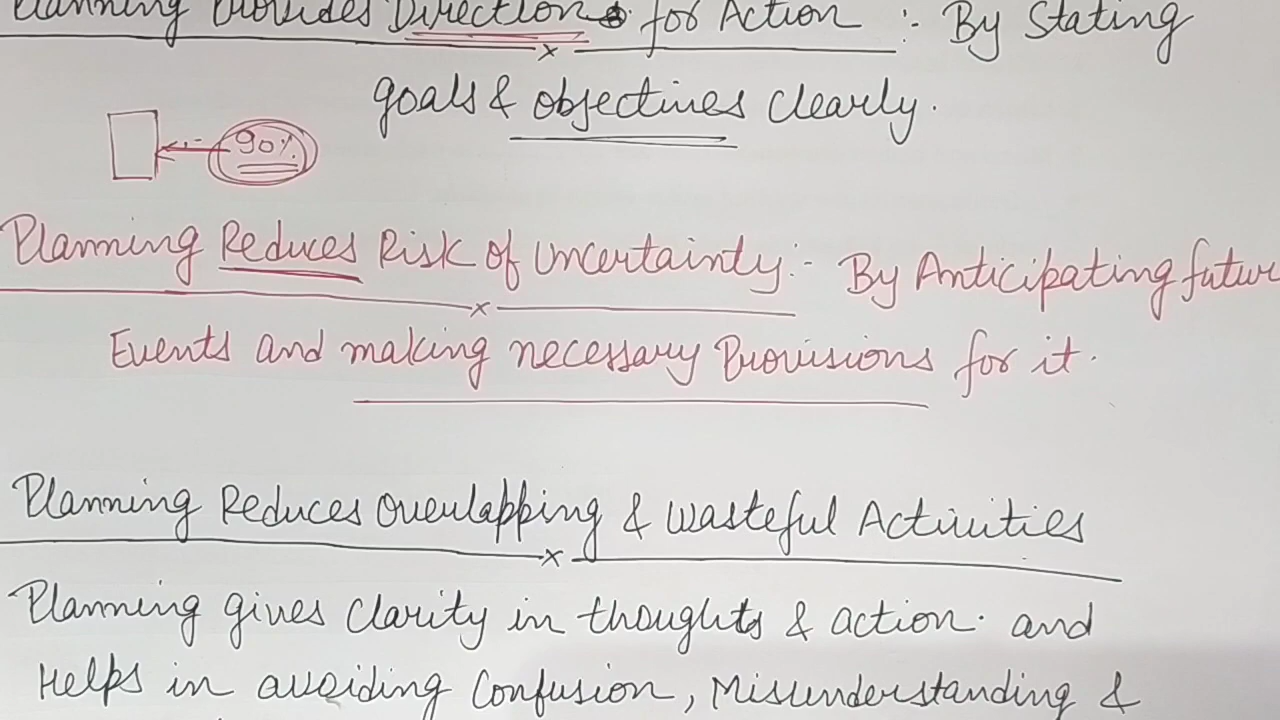 Planning Provides Direction for Action :- By Stating
goals & objectives clearly.
90%
Planning Reduces Risk of Uncertainty :- By Anticipating future
Events and making necessary Provisions for it.
Planning Reduces Overlapping & Wasteful Activities
Planning gives Clarity in thoughts & action. and
Helps in avoiding Confusion, Misunderstanding &